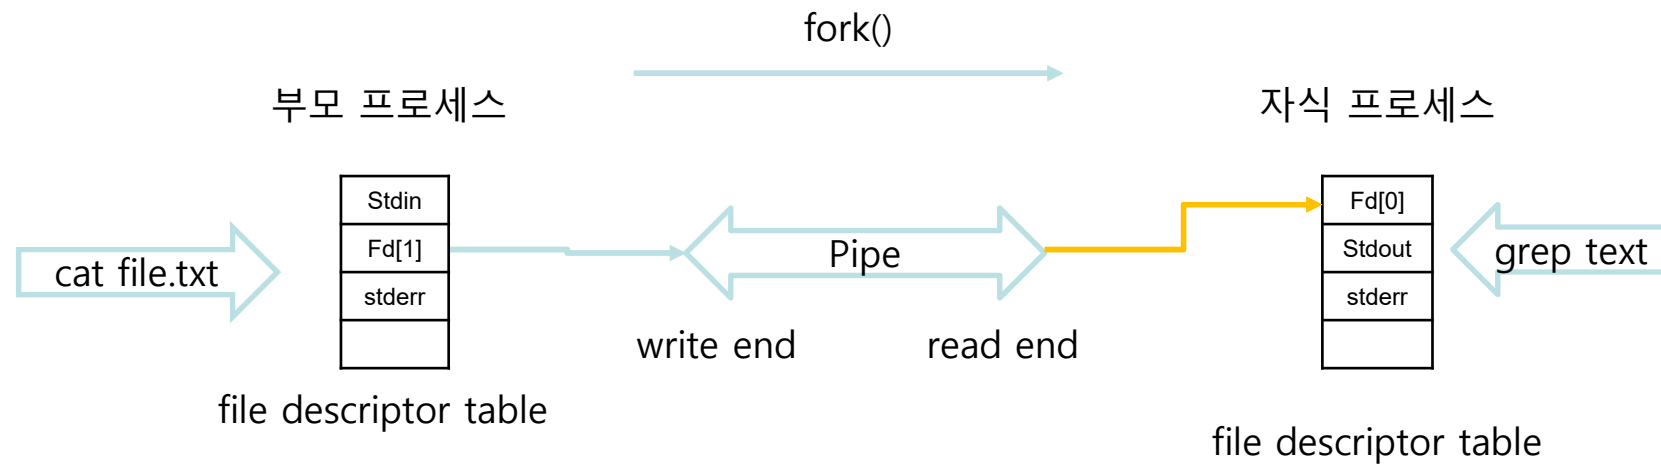 fork()
부모 프로세스
자식 프로세스
Stdin
Fd[1]
stderr
cat file.txt
Pipe
write end
read end
Fd[0]
Stdout
stderr
grep text
file descriptor table
file descriptor table